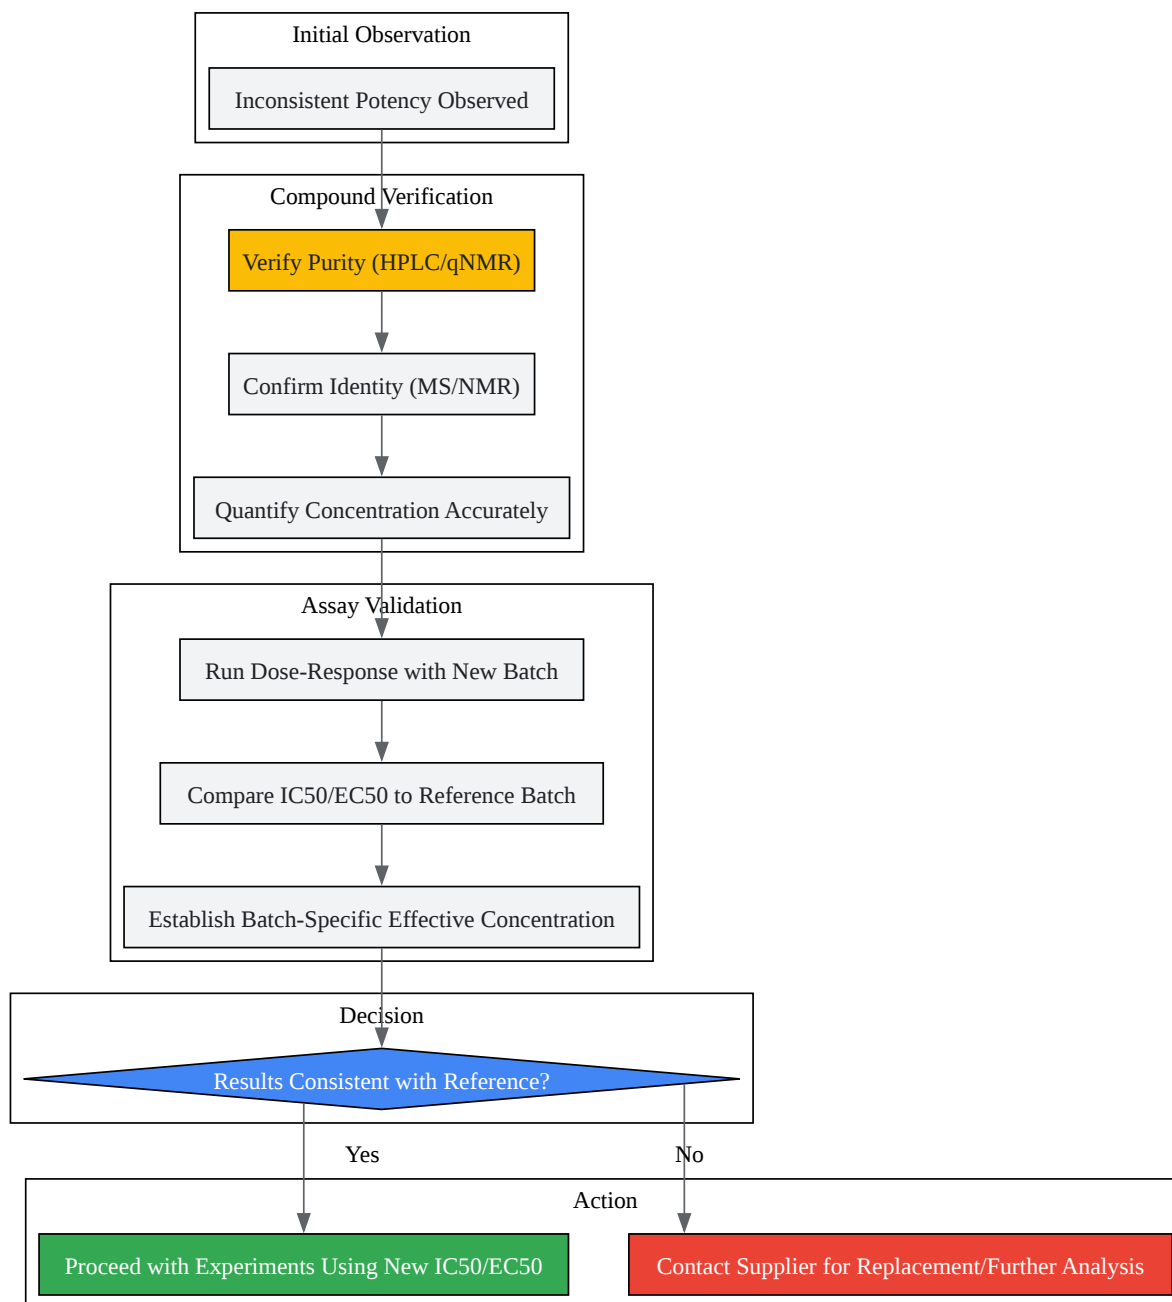 Initial Observation
Inconsistent Potency Observed
Compound Verification
Verify Purity (HPLC/qNMR)
Confirm Identity (MS/NMR)
Quantify Concentration Accurately
Assay Validation
Run Dose-Response with New Batch
Compare IC50/EC50 to Reference Batch
Establish Batch-Specific Effective Concentration
Decision
Results Consistent with Reference?
Yes
No
Action
Proceed with Experiments Using New IC50/EC50
Contact Supplier for Replacement/Further Analysis